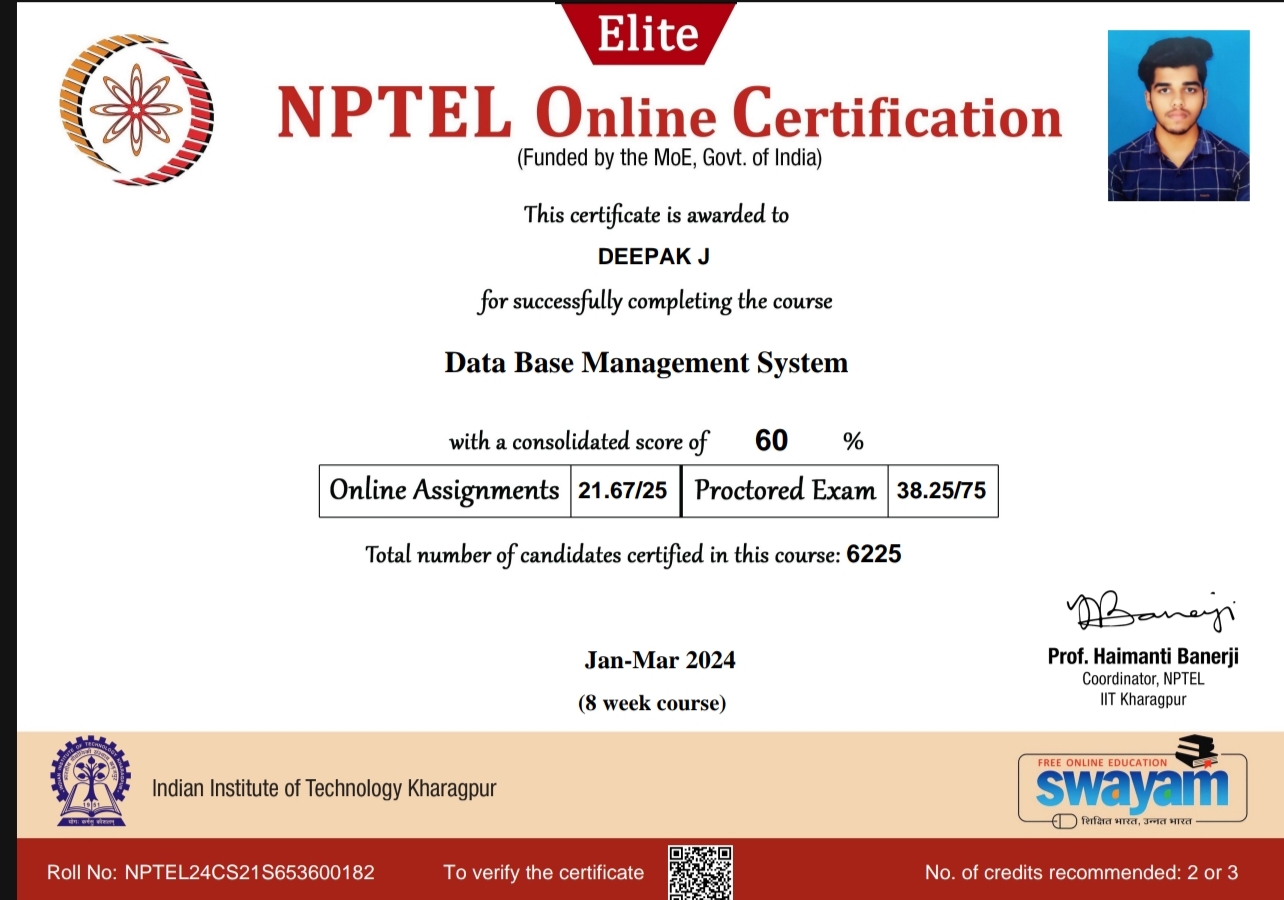 Elite
NPTEL Online Certification
(Funded by the MoE, Govt. of India)
This certificate is awarded to
DEEPAK J
for successfully completing the course
Data Base Management System
with a consolidated score of 60 %
Online Assignments 21.67/25 Proctored Exam 38.25/75
Total number of candidates certified in this course: 6225
Jan-Mar 2024
(8 week course)
Prof. Haimanti Banerji
Coordinator, NPTEL
IIT Kharagpur
Indian Institute of Technology Kharagpur
FREE ONLINE EDUCATION
swayam
शिक्षित भारत, उन्नत भारत
Roll No: NPTEL24CS21S653600182
To verify the certificate
No. of credits recommended: 2 or 3